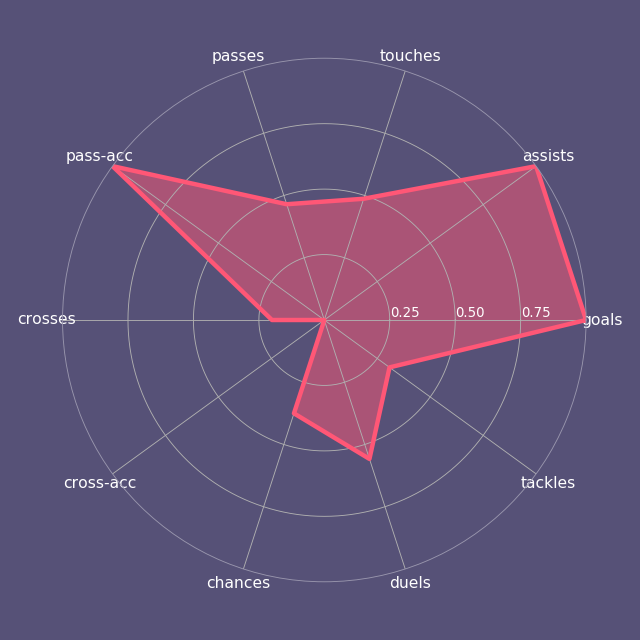 passes
touches
pass-acc
assists
0.25
0.50
0.75
crosses
goals
cross-acc
tackles
chances
duels